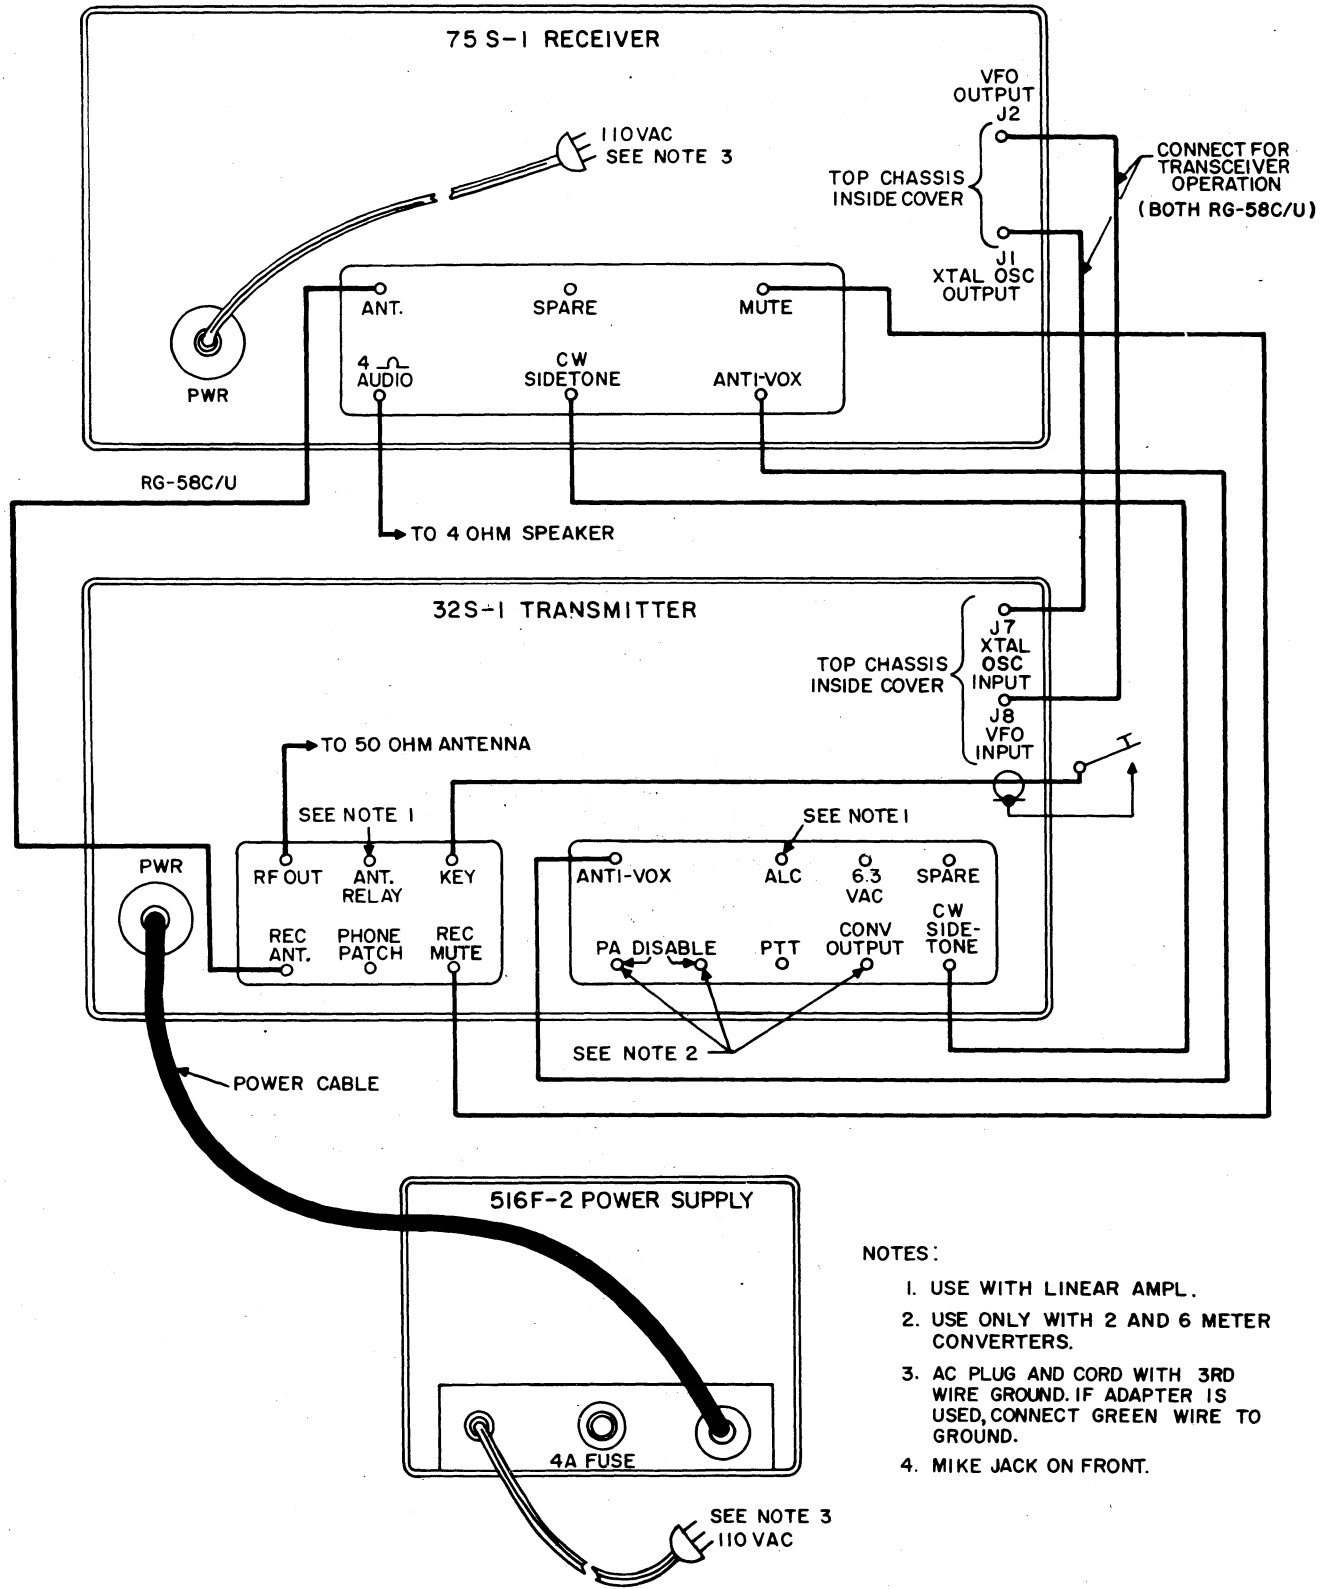 75 S-1 RECEIVER
VFO
OUTPUT
J2
110VAC
SEE NOTE 3
CONNECT FOR
TRANSCEIVER
OPERATION
(BOTH RG-58C/U)
TOP CHASSIS
INSIDE COVER
J1
XTAL OSC
OUTPUT
ANT.
SPARE
MUTE
PWR
4 Ω
AUDIO
CW
SIDETONE
ANTI-VOX
RG-58C/U
TO 4 OHM SPEAKER
32S-1 TRANSMITTER
J7
XTAL
OSC
INPUT
TOP CHASSIS
INSIDE COVER
J8
VFO
INPUT
TO 50 OHM ANTENNA
SEE NOTE 1
SEE NOTE 1
PWR
RF OUT
ANT.
RELAY
KEY
REC
ANT.
PHONE
PATCH
REC
MUTE
ANTI-VOX
ALC
6.3
VAC
SPARE
PA DISABLE
PTT
CONV
OUTPUT
CW
SIDE-
TONE
SEE NOTE 2
POWER CABLE
516F-2 POWER SUPPLY
4A FUSE
SEE NOTE 3
110 VAC
NOTES:
1. USE WITH LINEAR AMPL.
2. USE ONLY WITH 2 AND 6 METER
CONVERTERS.
3. AC PLUG AND CORD WITH 3RD
WIRE GROUND. IF ADAPTER IS
USED, CONNECT GREEN WIRE TO
GROUND.
4. MIKE JACK ON FRONT.